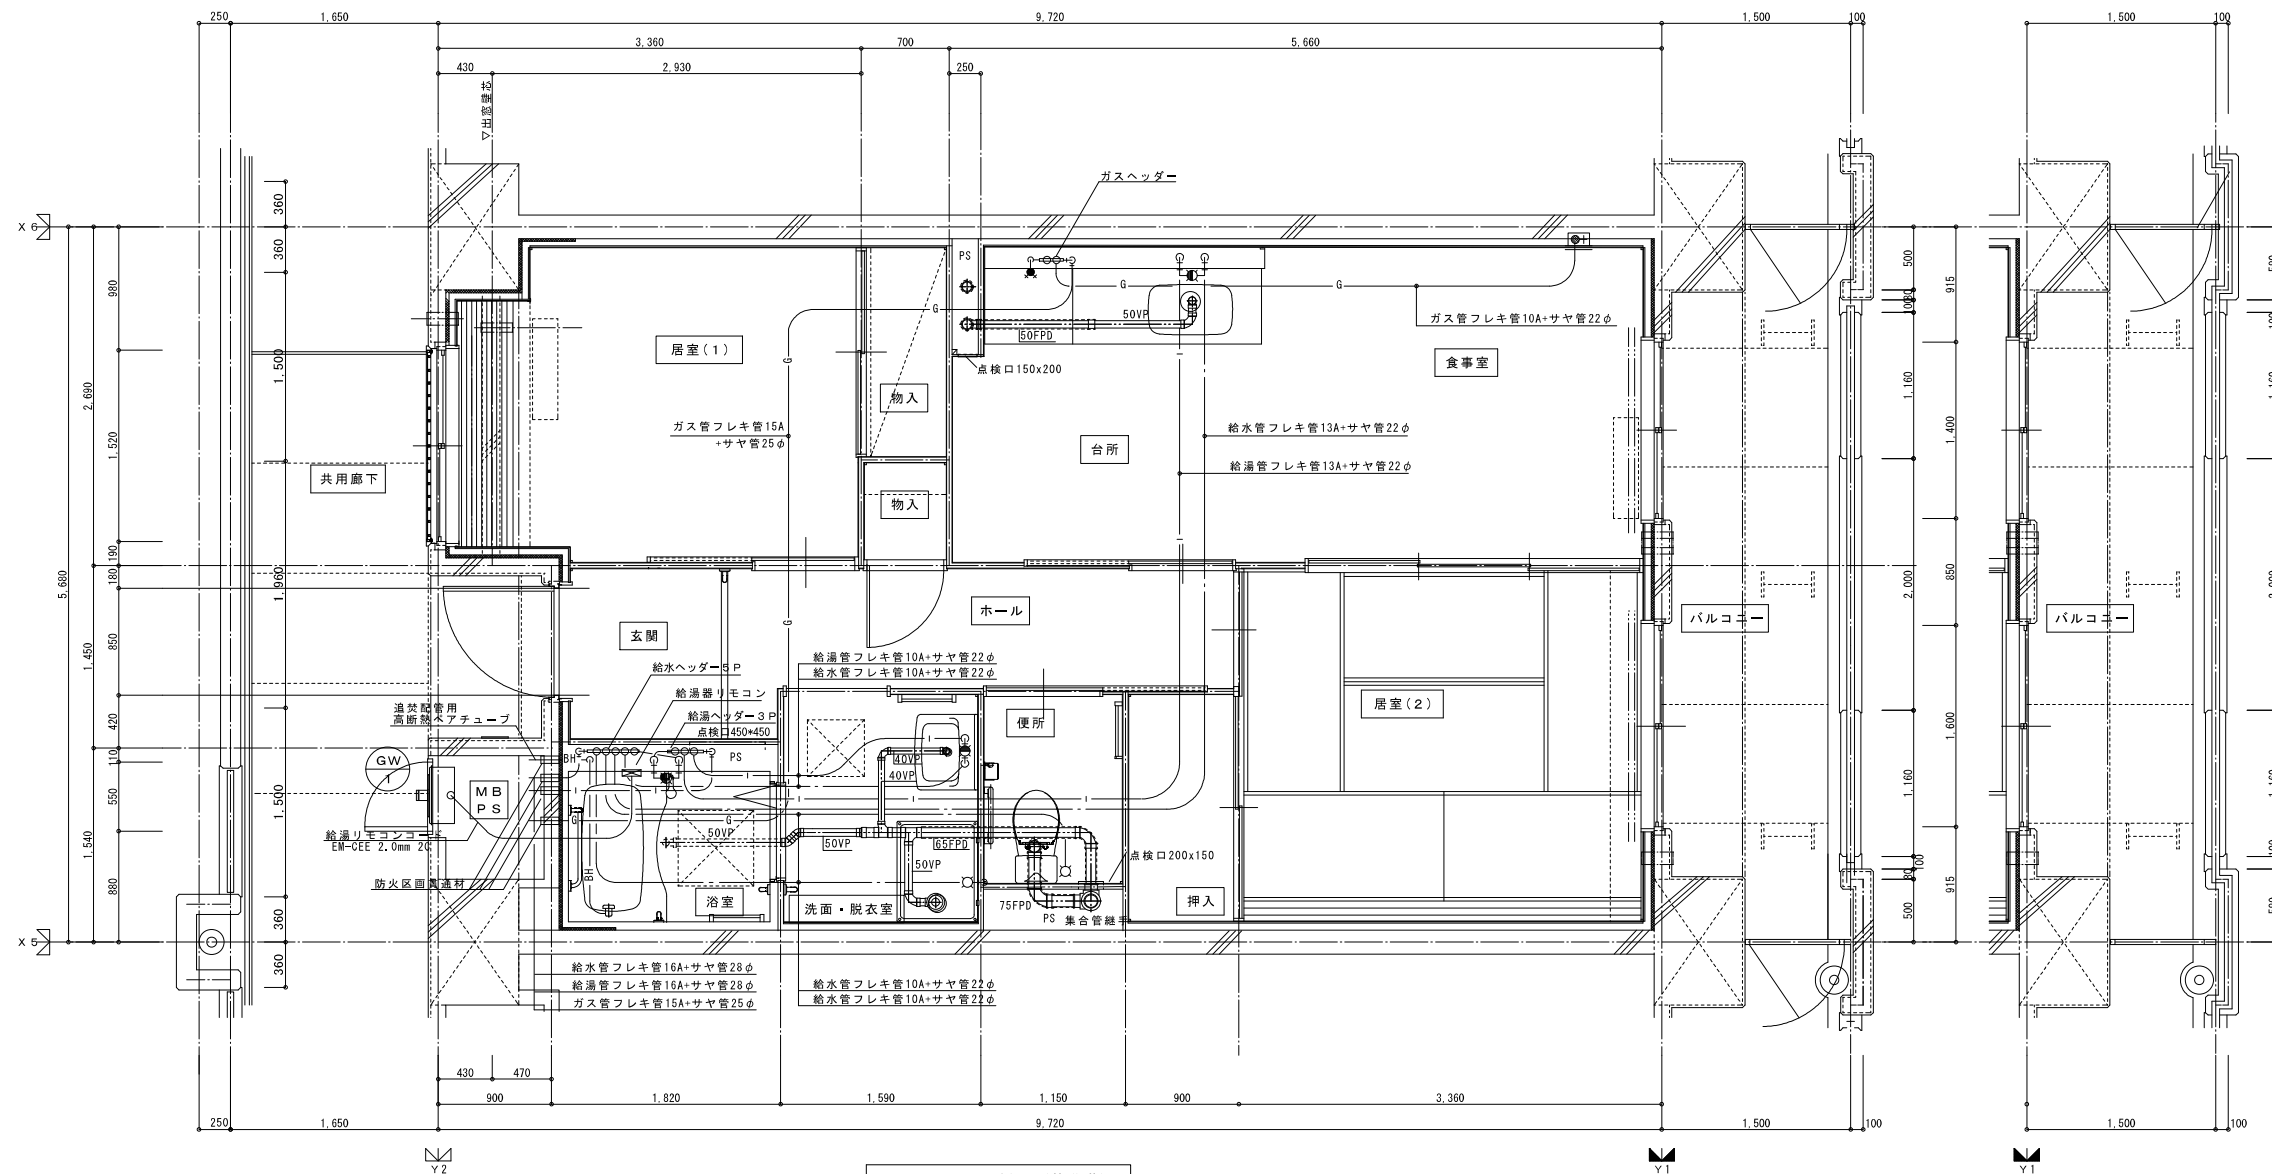 250
1,650
9,720
1,500
100
1,500
100
3,360
700
5,660
430
2,930
250
▽出窓壁芯
ガスヘッダー
360
X6
360
980
PS
G
G
G
50VP
50FPD
ガス管フレキ管10A+サヤ管22φ
居室(1)
食事室
点検口150x200
物入
G
1,500
2,690
ガス管フレキ管15A
+サヤ管25φ
給水管フレキ管13A+サヤ管22φ
台所
給湯管フレキ管13A+サヤ管22φ
1,520
共用廊下
物入
500
915
1,160
1,400
190
180
1,960
5,680
850
2,000
ホール
玄関
G
バルコニー
バルコニー
850
1,450
給湯管フレキ管10A+サヤ管22φ
給水管フレキ管10A+サヤ管22φ
給水ヘッダー5P
給湯器リモコン
居室(2)
追焚配管用
高断熱ペアチューブ
給湯ヘッダー3P
点検口450*450
便所
420
1,600
110
GW
1
BH
PS
40VP
40VP
MB
PS
550
1,500
1,160
1,540
G
G
50VP
50VP
65FPD
給湯リモコンコード
EM-CEE 2.0mm 2C
50VP
点検口200x150
防火区画貫通材
BH
880
浴室
洗面・脱衣室
75FPD
PS
集合管継手
押入
100
80
915
500
360
X5
360
給水管フレキ管16A+サヤ管28φ
給湯管フレキ管16A+サヤ管28φ
ガス管フレキ管15A+サヤ管25φ
給水管フレキ管10A+サヤ管22φ
給水管フレキ管10A+サヤ管22φ
430
470
900
1,820
1,590
1,150
900
3,360
250
1,650
9,720
1,500
100
1,500
100
Y2
Y1
Y1